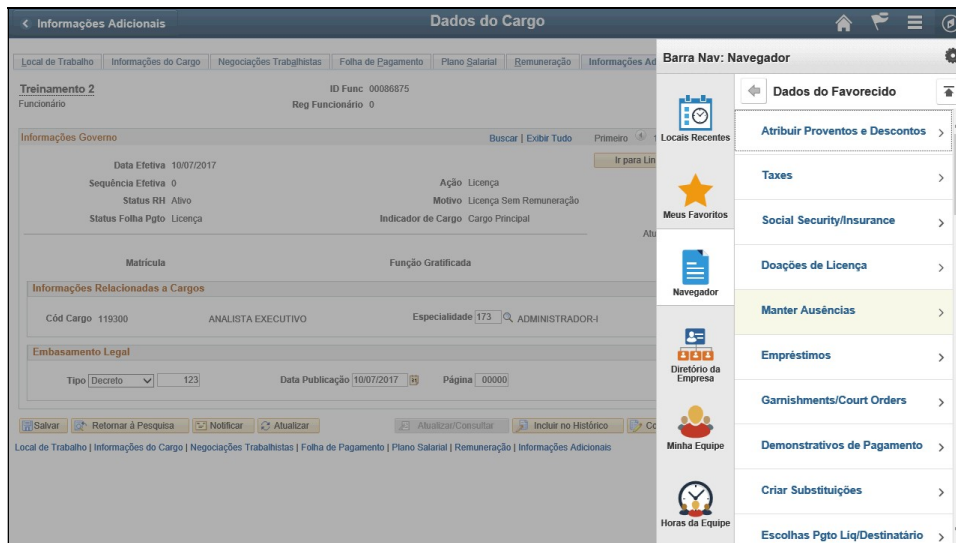 Informações Adicionais
Dados do Cargo
Local de Trabalho
Informações do Cargo
Negociações Trabalhistas
Folha de Pagamento
Plano Salarial
Remuneração
Informações Ad
Treinamento 2
Funcionário
ID Func 00086875
Reg Funcionário 0
Informações Governo
Buscar | Exibir Tudo
Primeiro
Ir para Lin
Data Efetiva 10/07/2017
Sequência Efetiva 0
Ação Licença
Status RH Ativo
Motivo Licença Sem Remuneração
Status Folha Pgto Licença
Indicador de Cargo Cargo Principal
Atu
Matrícula
Função Gratificada
Informações Relacionadas a Cargos
Cód Cargo 119300
ANALISTA EXECUTIVO
Especialidade 173
ADMINISTRADOR-I
Embasamento Legal
Tipo Decreto
123
Data Publicação 10/07/2017
Página 00000
Salvar
Retornar à Pesquisa
Notificar
Atualizar
Atualizar/Consultar
Incluir no Histórico
Co
Local de Trabalho | Informações do Cargo | Negociações Trabalhistas | Folha de Pagamento | Plano Salarial | Remuneração | Informações Adicionais
Barra Nav: Navegador
Locais Recentes
Meus Favoritos
Navegador
Diretório da
Empresa
Minha Equipe
Horas da Equipe
Dados do Favorecido
Atribuir Proventos e Descontos
Taxes
Social Security/Insurance
Doações de Licença
Manter Ausências
Empréstimos
Garnishments/Court Orders
Demonstrativos de Pagamento
Criar Substituições
Escolhas Pgto Líq/Destinatário